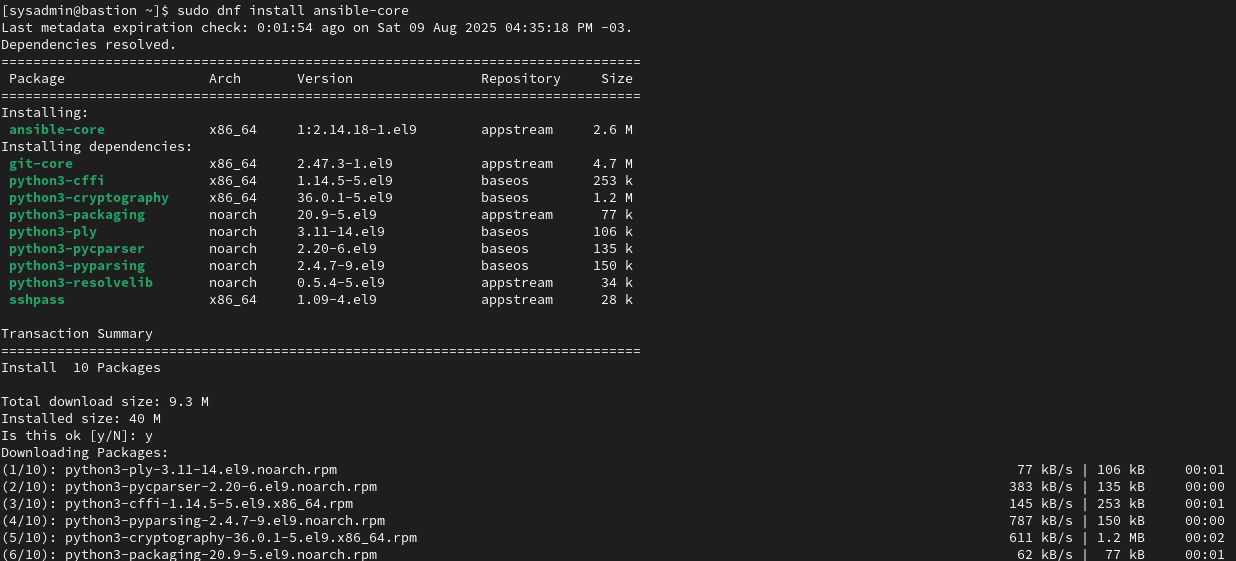 [sysadmin@bastion ~]$ sudo dnf install ansible-core
Last metadata expiration check: 0:01:54 ago on Sat 09 Aug 2025 04:35:18 PM -03.
Dependencies resolved.
================================================================================
 Package                 Arch       Version                Repository     Size
================================================================================
Installing:
 ansible-core            x86_64     1:2.14.18-1.el9        appstream     2.6 M
Installing dependencies:
 git-core                x86_64     2.47.3-1.el9           appstream     4.7 M
 python3-cffi            x86_64     1.14.5-5.el9           baseos        253 k
 python3-cryptography    x86_64     36.0.1-5.el9           baseos        1.2 M
 python3-packaging       noarch     20.9-5.el9             appstream      77 k
 python3-ply             noarch     3.11-14.el9            baseos        106 k
 python3-pycparser       noarch     2.20-6.el9             baseos        135 k
 python3-pyparsing       noarch     2.4.7-9.el9            baseos        150 k
 python3-resolvelib      noarch     0.5.4-5.el9            appstream      34 k
 sshpass                 x86_64     1.09-4.el9             appstream      28 k

Transaction Summary
================================================================================
Install  10 Packages

Total download size: 9.3 M
Installed size: 40 M
Is this ok [y/N]: y
Downloading Packages:
(1/10): python3-ply-3.11-14.el9.noarch.rpm                 77 kB/s | 106 kB     00:01
(2/10): python3-pycparser-2.20-6.el9.noarch.rpm            383 kB/s | 135 kB     00:00
(3/10): python3-cffi-1.14.5-5.el9.x86_64.rpm               145 kB/s | 253 kB     00:01
(4/10): python3-pyparsing-2.4.7-9.el9.noarch.rpm           787 kB/s | 150 kB     00:00
(5/10): python3-cryptography-36.0.1-5.el9.x86_64.rpm       611 kB/s | 1.2 MB     00:02
(6/10): python3-packaging-20.9-5.el9.noarch.rpm            62 kB/s |  77 kB     00:01